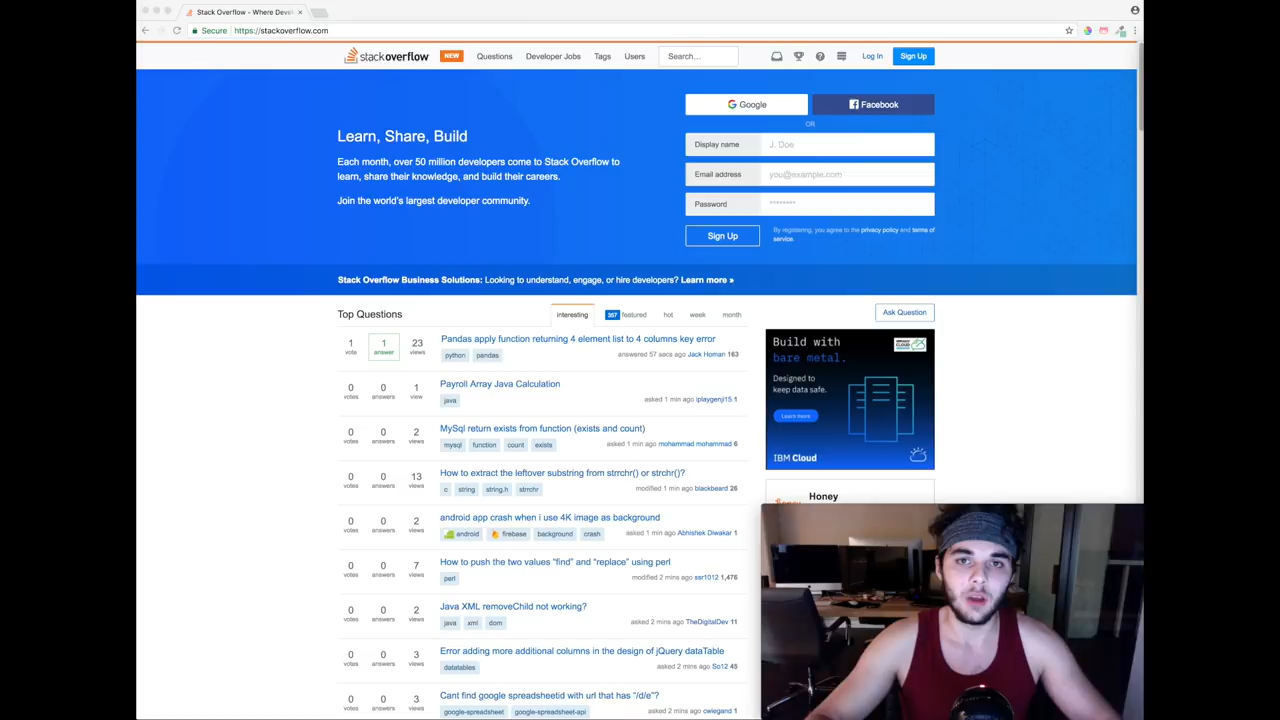 Stack Overflow - Where Devel
Secure https://stackoverflow.com
stackoverflow NEW Questions Developer Jobs Tags Users Search... Log In Sign Up
Google Facebook
OR
Learn, Share, Build
Display name J. Doe
Each month, over 50 million developers come to Stack Overflow to
learn, share their knowledge, and build their careers.
Email address you@example.com
Join the world's largest developer community.
Password ********
Sign Up
By registering, you agree to the privacy policy and terms of
service.
Stack Overflow Business Solutions: Looking to understand, engage, or hire developers? Learn more »
Top Questions interesting 357 featured hot week month Ask Question
1 vote 1 answer 23 views
Pandas apply function returning 4 element list to 4 columns key error
python pandas answered 57 secs ago Jack Homan 163
0 votes 0 answers 1 view
Payroll Array Java Calculation
java asked 1 min ago iplaygenji15 1
0 votes 0 answers 2 views
MySql return exists from function (exists and count)
mysql function count exists asked 1 min ago mohammad mohammad 6
0 votes 0 answers 13 views
How to extract the leftover substring from strrchr() or strchr()?
c string string.h strrchr modified 1 min ago blackbeard 26
0 votes 0 answers 2 views
android app crash when i use 4K image as background
android firebase background crash asked 1 min ago Abhishek Diwakar 1
0 votes 0 answers 7 views
How to push the two values "find" and "replace" using perl
perl modified 2 mins ago ssr1012 1,476
0 votes 0 answers 2 views
Java XML removeChild not working?
java xml dom asked 2 mins ago TheDigitalDev 11
0 votes 0 answers 3 views
Error adding more additional columns in the design of jQuery dataTable
datatables asked 2 mins ago So12 45
0 votes 0 answers 3 views
Cant find google spreadsheetid with url that has "/d/e"?
google-spreadsheet google-spreadsheet-api asked 2 mins ago cwiegand 1
Build with
bare metal.
Designed to
keep data safe.
Learn more
IBM Cloud
Honey